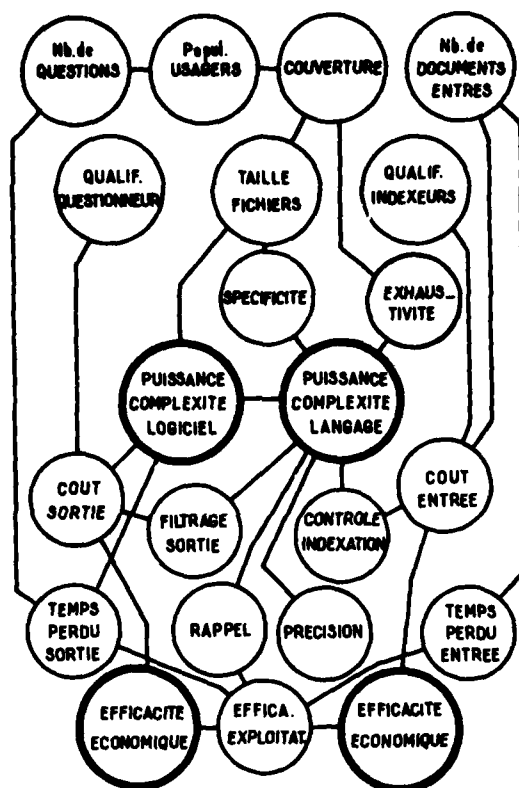 Nb. de
QUESTIONS
Popul.
USAGERS
COUVERTURE
Nb. de
DOCUMENTS
ENTRES
QUALIF.
QUESTIONNEUR
TAILLE
FICHIERS
QUALIF.
INDEXEURS
SPECIFICITE
EXHAUS_
TIVITE
PUISSANCE
COMPLEXITE
LOGICIEL
PUISSANCE
COMPLEXITE
LANGAGE
COUT
SORTIE
FILTRAGE
SORTIE
CONTROLE
INDEXATION
COUT
ENTREE
TEMPS
PERDU
SORTIE
RAPPEL
PRECISION
TEMPS
PERDU
ENTREE
EFFICACITE
ECONOMIQUE
EFFICA.
EXPLOITAT.
EFFICACITE
ECONOMIQUE